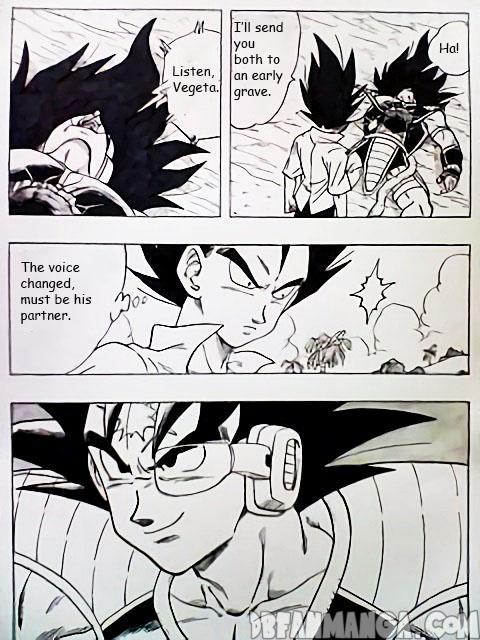 Listen,
Vegeta.
I'll send
you
both to
an early
grave.
Ha!
The voice
changed,
must be his
partner.
DBFANMANGA.COM